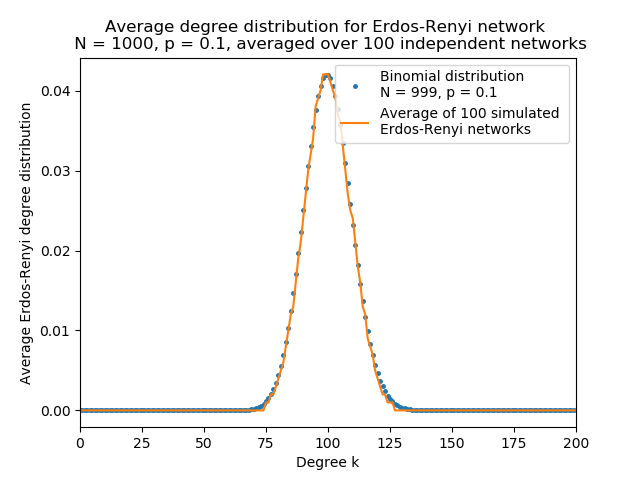 Average degree distribution for Erdos-Renyi network
N = 1000, p = 0.1, averaged over 100 independent networks
Binomial distribution
N = 999, p = 0.1
Average of 100 simulated
Erdos-Renyi networks
Average Erdos-Renyi degree distribution
0.04
0.03
0.02
0.01
0.00
0 25 50 75 100 125 150 175 200
Degree k